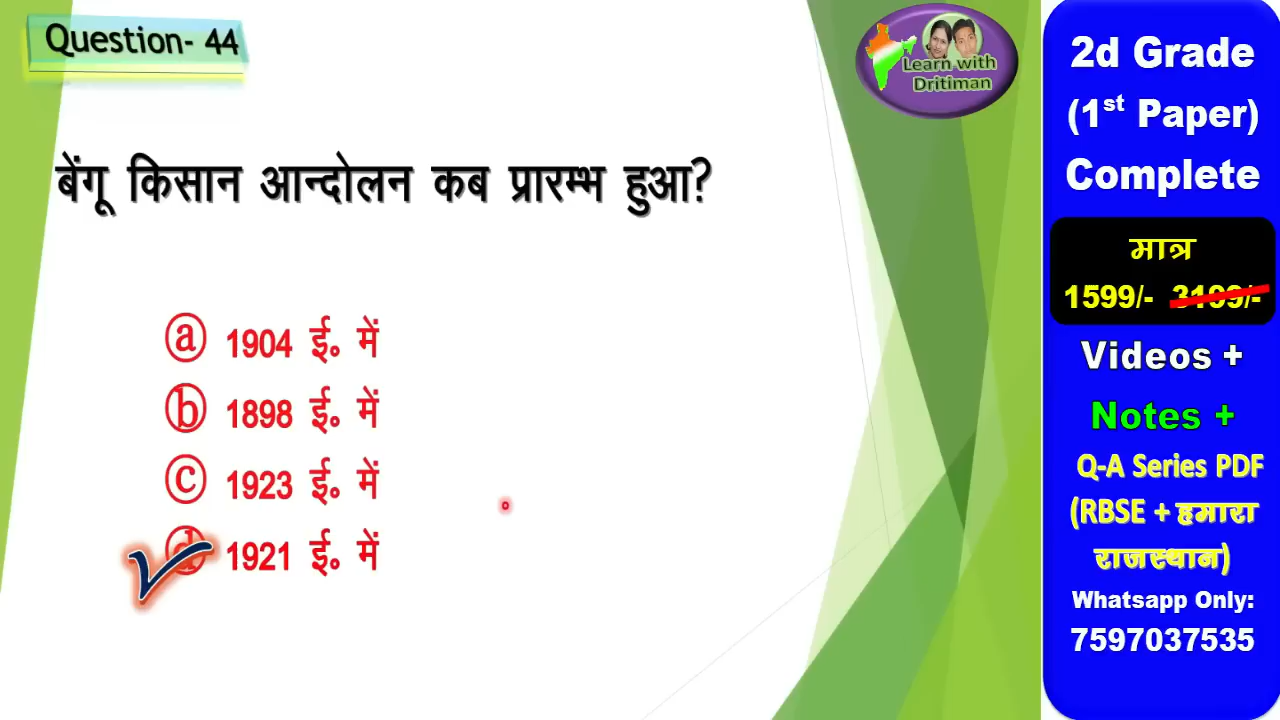 Question- 44
Learn with
Dritiman
बेंगू किसान आन्दोलन कब प्रारम्भ हुआ?
ⓐ 1904 ई॰ में
ⓑ 1898 ई॰ में
ⓒ 1923 ई॰ में
ⓓ 1921 ई॰ में
2d Grade
(1st Paper)
Complete
मात्र
1599/- 3199/-
Videos +
Notes +
Q-A Series PDF
(RBSE + हमारा
राजस्थान)
Whatsapp Only:
7597037535